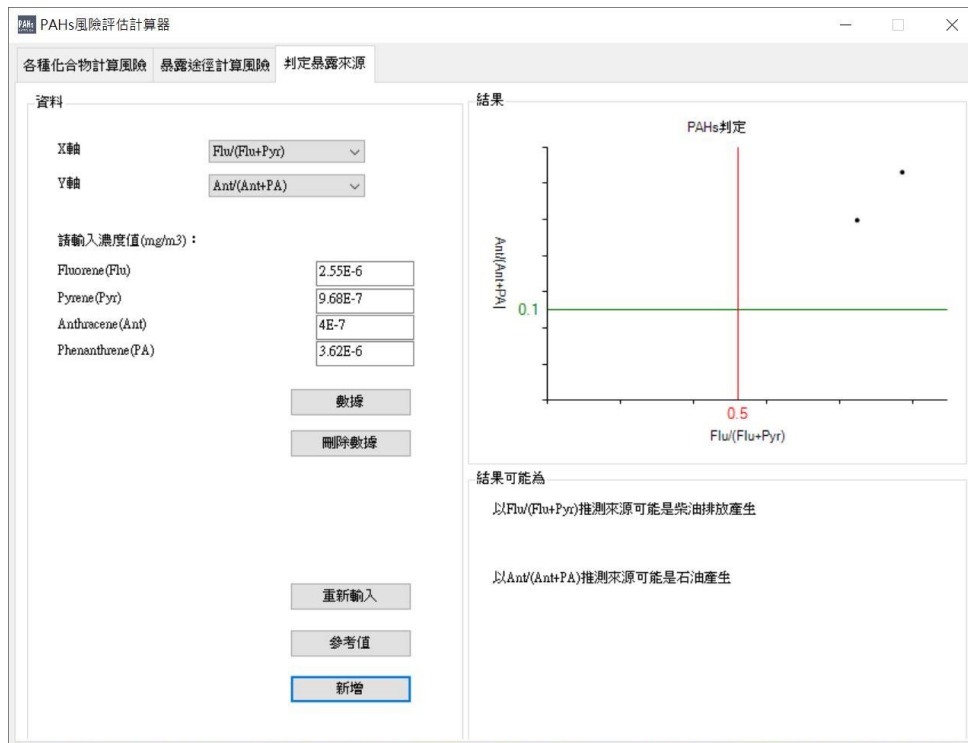 PAHs
PAHs風險評估計算器
各種化合物計算風險
暴露途徑計算風險
判定暴露來源
資料
X軸
Flu/(Flu+Pyr)
Y軸
Ant/(Ant+PA)
請輸入濃度值(mg/m3)：
Fluorene(Flu)
2.55E-6
Pyrene(Pyr)
9.68E-7
Anthracene(Ant)
4E-7
Phenanthrene(PA)
3.62E-6
數據
刪除數據
重新輸入
參考值
新增
結果
PAHs判定
Ant/(Ant+PA)
0.1
0.5
Flu/(Flu+Pyr)
結果可能為
以Flu/(Flu+Pyr)推測來源可能是柴油排放產生
以Ant/(Ant+PA)推測來源可能是石油產生